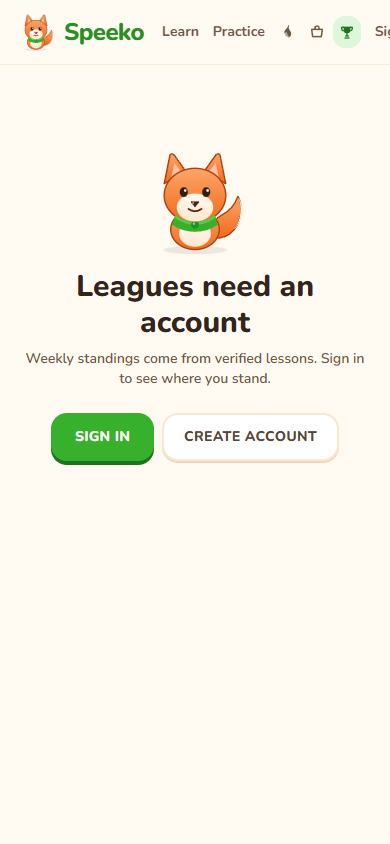 Speeko Learn Practice
Leagues need an
account
Weekly standings come from verified lessons. Sign in
to see where you stand.
SIGN IN CREATE ACCOUNT